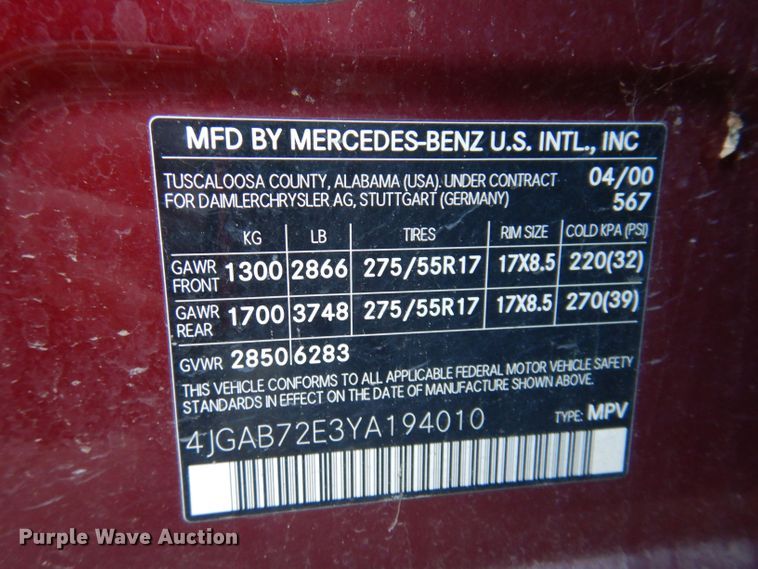 MFD BY MERCEDES-BENZ U.S. INTL., INC
TUSCALOOSA COUNTY, ALABAMA (USA). UNDER CONTRACT 04/00
FOR DAIMLERCHRYSLER AG, STUTTGART (GERMANY) 567
KG LB TIRES RIM SIZE COLD KPA (PSI)
GAWR FRONT 1300 2866 275/55R17 17X8.5 220(32)
GAWR REAR 1700 3748 275/55R17 17X8.5 270(39)
GVWR 2850 6283
THIS VEHICLE CONFORMS TO ALL APPLICABLE FEDERAL MOTOR VEHICLE SAFETY
STANDARDS IN EFFECT ON THE DATE OF MANUFACTURE SHOWN ABOVE.
4JGAB72E3YA194010 TYPE: MPV
Purple Wave Auction